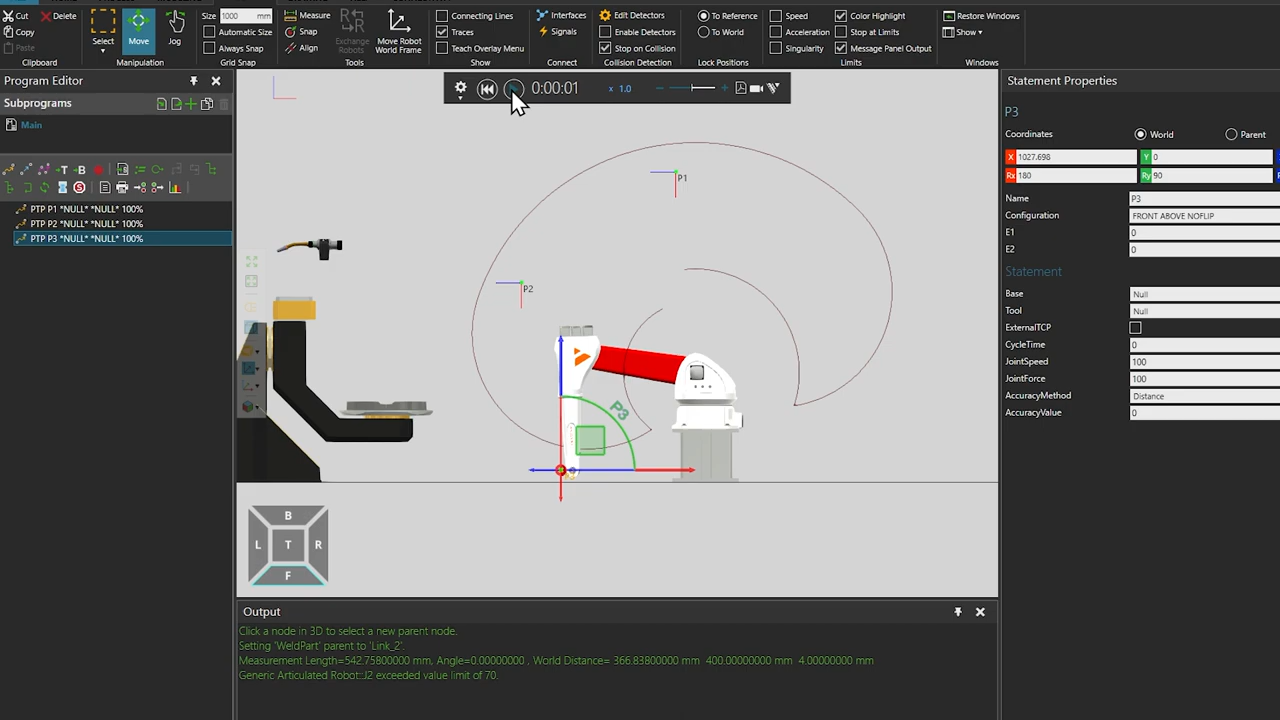 Cut
Delete
Copy
Paste
Clipboard
Select
Move
Jog
Manipulation
Size 1000 mm
Automatic Size
Always Snap
Grid Snap
Measure
Snap
Align
Exchange Robots
Move Robot World Frame
Tools
Connecting Lines
Traces
Teach Overlay Menu
Show
Interfaces
Signals
Connect
Edit Detectors
Enable Detectors
Stop on Collision
Collision Detection
To Reference
To World
Lock Positions
Speed
Acceleration
Singularity
Color Highlight
Stop at Limits
Message Panel Output
Limits
Restore Windows
Show
Windows
Program Editor
Subprograms
Main
PTP P1 *NULL* *NULL* 100%
PTP P2 *NULL* *NULL* 100%
PTP P3 *NULL* *NULL* 100%
0:00:01
x 1.0
P1
P2
P3
B
L T R
F
Output
Click a node in 3D to select a new parent node.
Setting 'WeldPart' parent to 'Link_2'.
Measurement Length=542.75800000 mm, Angle=0.00000000 , World Distance= 366.83800000 mm 400.00000000 mm 4.00000000 mm
Generic Articulated Robot::J2 exceeded value limit of 70.
Statement Properties
P3
Coordinates World Parent
X 1027.698 Y 0
Rx 180 Ry 90
Name P3
Configuration FRONT ABOVE NOFLIP
E1 0
E2 0
Statement
Base Null
Tool Null
ExternalTCP
CycleTime 0
JointSpeed 100
JointForce 100
AccuracyMethod Distance
AccuracyValue 0